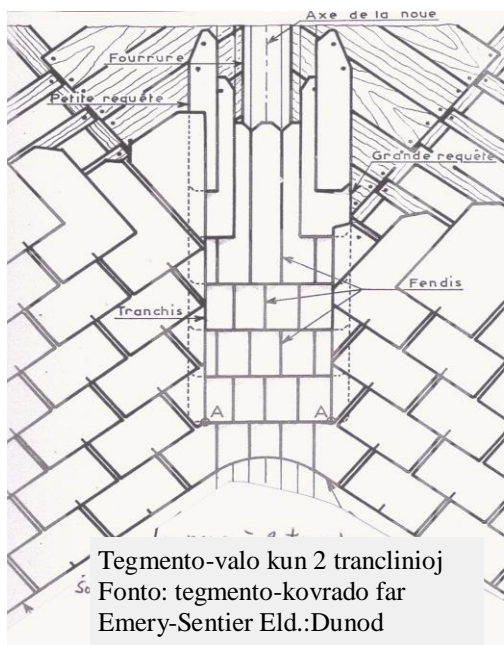 Axe de la noue
Fourrure
Petite requête
Grande requête
Fendis
Tranchis
A
A
Tegmento-valo kun 2 tranclinioj
Fonto: tegmento-kovrado far
Emery-Sentier Eld.:Dunod